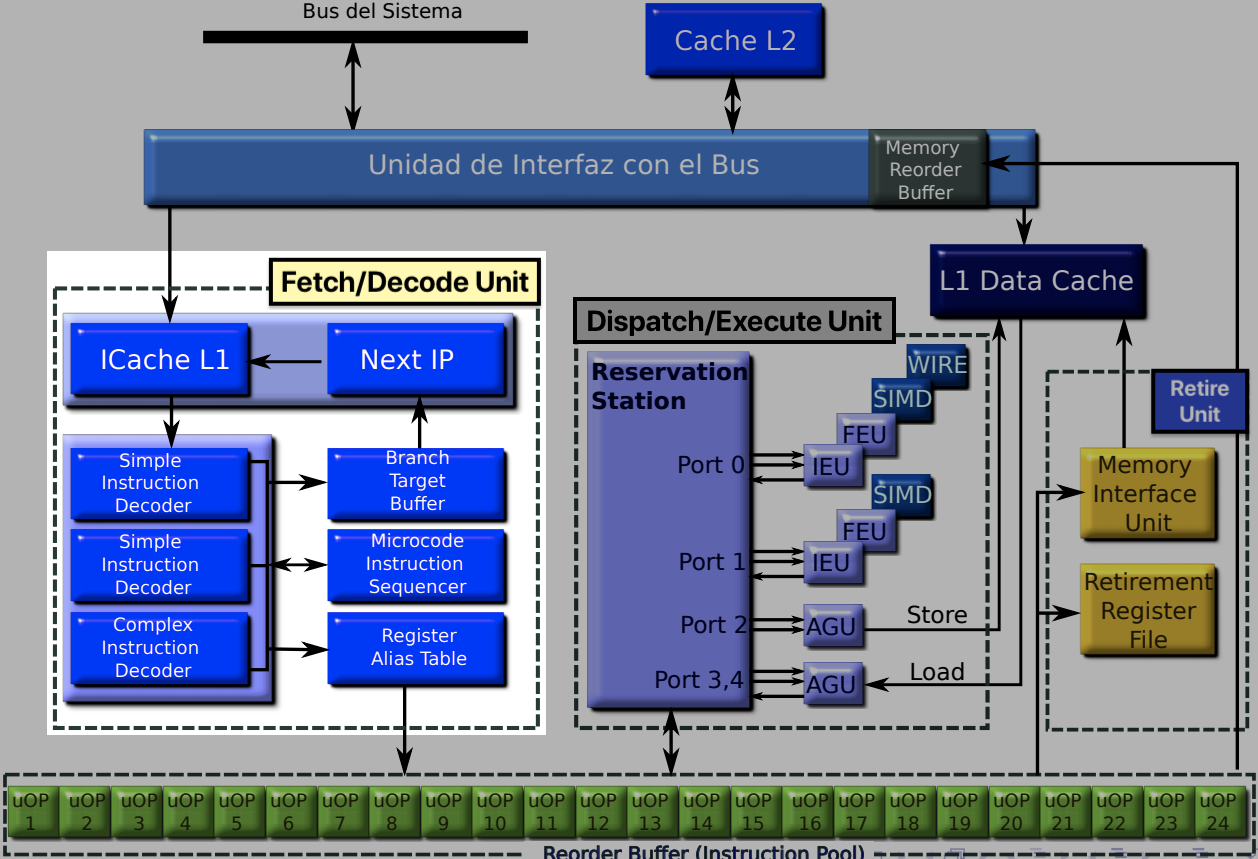 Bus del Sistema
Cache L2
Unidad de Interfaz con el Bus
Memory
Reorder
Buffer
Fetch/Decode Unit
ICache L1
Next IP
Simple
Instruction
Decoder
Branch
Target
Buffer
Simple
Instruction
Decoder
Microcode
Instruction
Sequencer
Complex
Instruction
Decoder
Register
Alias Table
L1 Data Cache
Dispatch/Execute Unit
Reservation
Station
WIRE
SIMD
FEU
Port 0
IEU
SIMD
FEU
Port 1
IEU
Port 2
AGU
Store
Port 3,4
AGU
Load
Retire
Unit
Memory
Interface
Unit
Retirement
Register
File
uOP
1
uOP
2
uOP
3
uOP
4
uOP
5
uOP
6
uOP
7
uOP
8
uOP
9
uOP
10
uOP
11
uOP
12
uOP
13
uOP
14
uOP
15
uOP
16
uOP
17
uOP
18
uOP
19
uOP
20
uOP
21
uOP
22
uOP
23
uOP
24
Reorder Buffer (Instruction Pool)